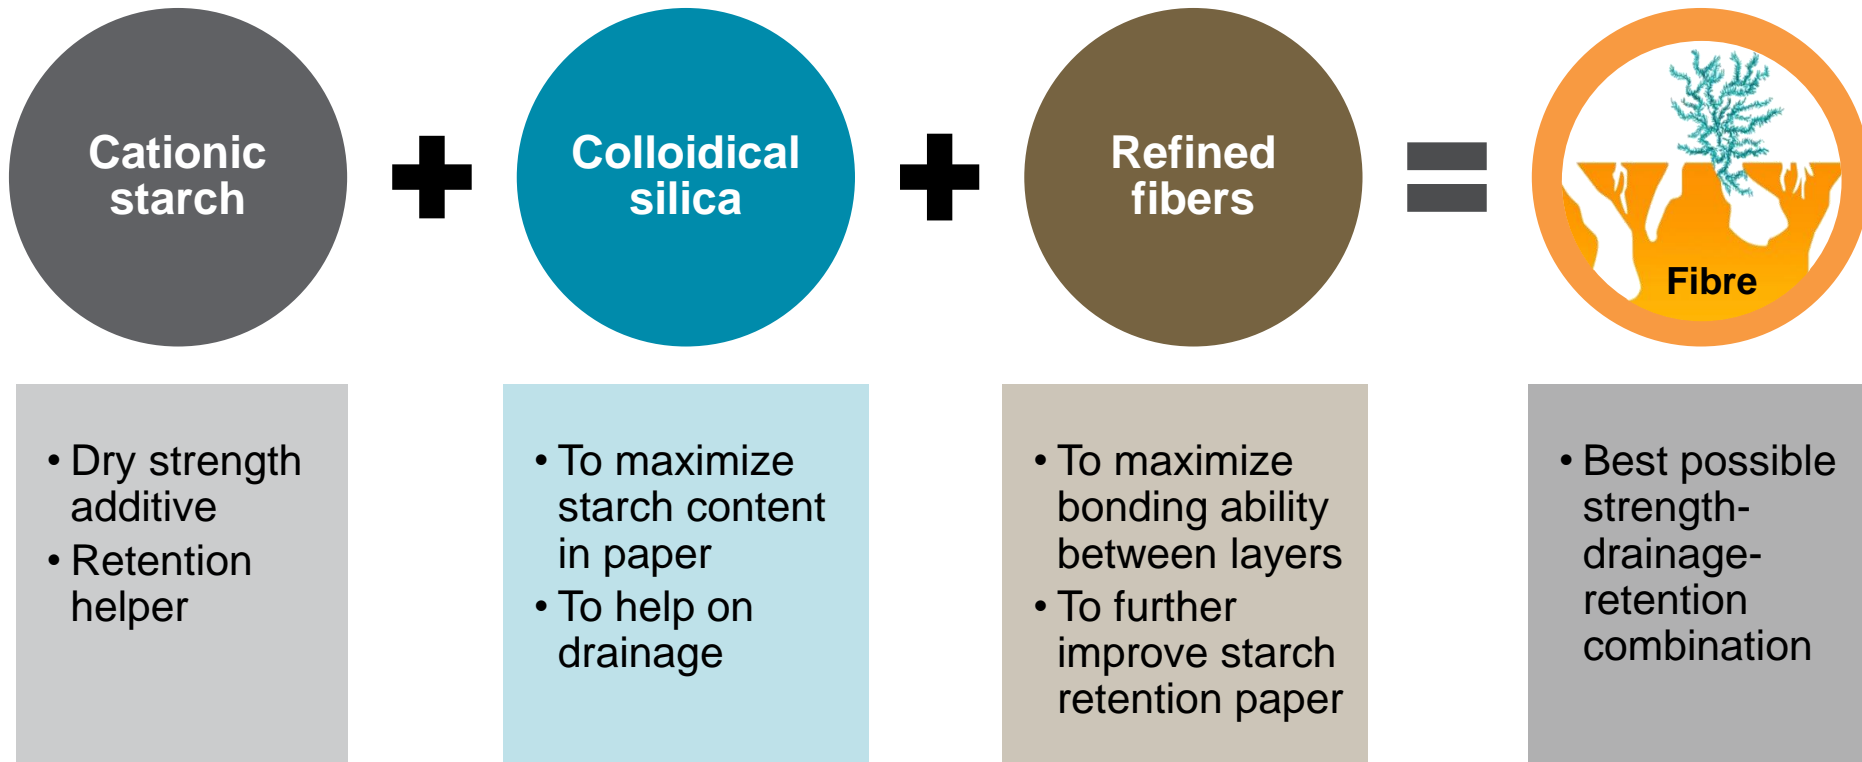 Cationic
starch
Colloidical
silica
Refined
fibers
Fibre
• Dry strength
additive
• Retention
helper
• To maximize
starch content
in paper
• To help on
drainage
• To maximize
bonding ability
between layers
• To further
improve starch
retention paper
• Best possible
strength-
drainage-
retention
combination